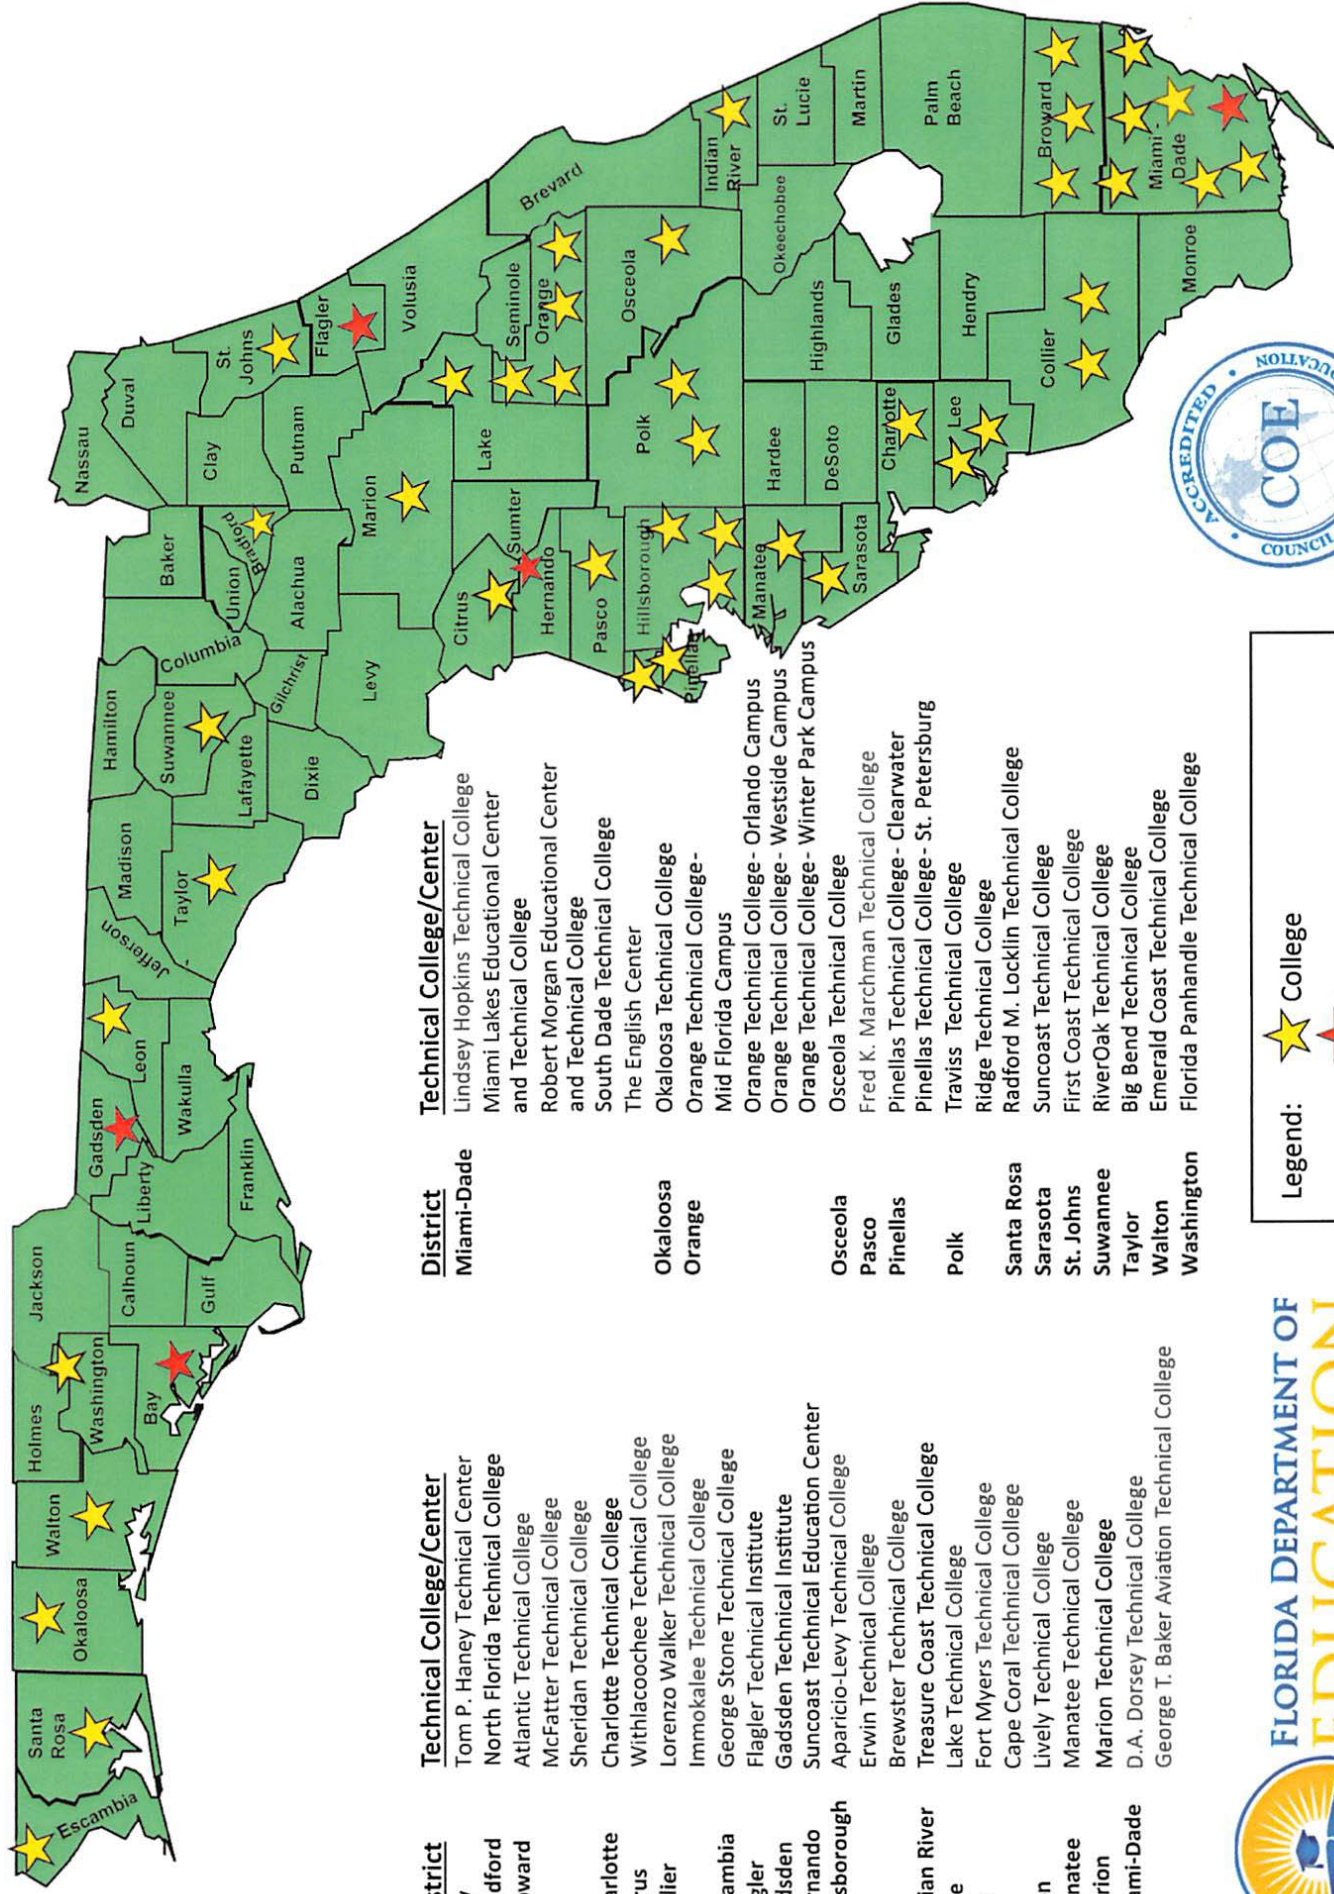 Escambia
Santa
Rosa
Okaloosa
Walton
Holmes
Washington
Bay
Jackson
Calhoun
Gulf
Gadsden
Liberty
Franklin
Leon
Wakulla
Jefferson
Madison
Taylor
Hamilton
Suwannee
Lafayette
Dixie
Columbia
Gilchrist
Levy
Baker
Union
Bradford
Alachua
Nassau
Duval
Clay
Putnam
St.
Johns
Flagler
Marion
Volusia
Citrus
Sumter
Lake
Hernando
Pasco
Seminole
Orange
Brevard
Hillsborough
Pinellas
Polk
Osceola
Indian
River
Manatee
Hardee
Highlands
Okeechobee
St.
Lucie
Sarasota
DeSoto
Martin
Charlotte
Glades
Palm
Beach
Lee
Hendry
Collier
Broward
Monroe
Miami -
Dade
Technical College/Center
Tom P. Haney Technical Center
North Florida Technical College
Atlantic Technical College
McFatter Technical College
Sheridan Technical College
Charlotte Technical College
Withlacoochee Technical College
Lorenzo Walker Technical College
Immokalee Technical College
George Stone Technical College
Flagler Technical Institute
Gadsden Technical Institute
Suncoast Technical Education Center
Aparicio-Levy Technical College
Erwin Technical College
Brewster Technical College
Treasure Coast Technical College
Lake Technical College
Fort Myers Technical College
Cape Coral Technical College
Lively Technical College
Manatee Technical College
Marion Technical College
D.A. Dorsey Technical College
George T. Baker Aviation Technical College
District Technical College/Center
Miami-Dade Lindsey Hopkins Technical College
Miami Lakes Educational Center
and Technical College
Robert Morgan Educational Center
and Technical College
South Dade Technical College
The English Center
Okaloosa Okaloosa Technical College
Orange Orange Technical College-
Mid Florida Campus
Orange Technical College- Orlando Campus
Orange Technical College- Westside Campus
Orange Technical College- Winter Park Campus
Osceola Osceola Technical College
Pasco Fred K. Marchman Technical College
Pinellas Pinellas Technical College- Clearwater
Pinellas Technical College- St. Petersburg
Polk Traviss Technical College
Ridge Technical College
Santa Rosa Radford M. Locklin Technical College
Sarasota Suncoast Technical College
St. Johns First Coast Technical College
Suwannee RiverOak Technical College
Taylor Big Bend Technical College
Walton Emerald Coast Technical College
Washington Florida Panhandle Technical College
FLORIDA DEPARTMENT OF
EDUCATION
Legend: College
ACCREDITED
COE
COUNCIL